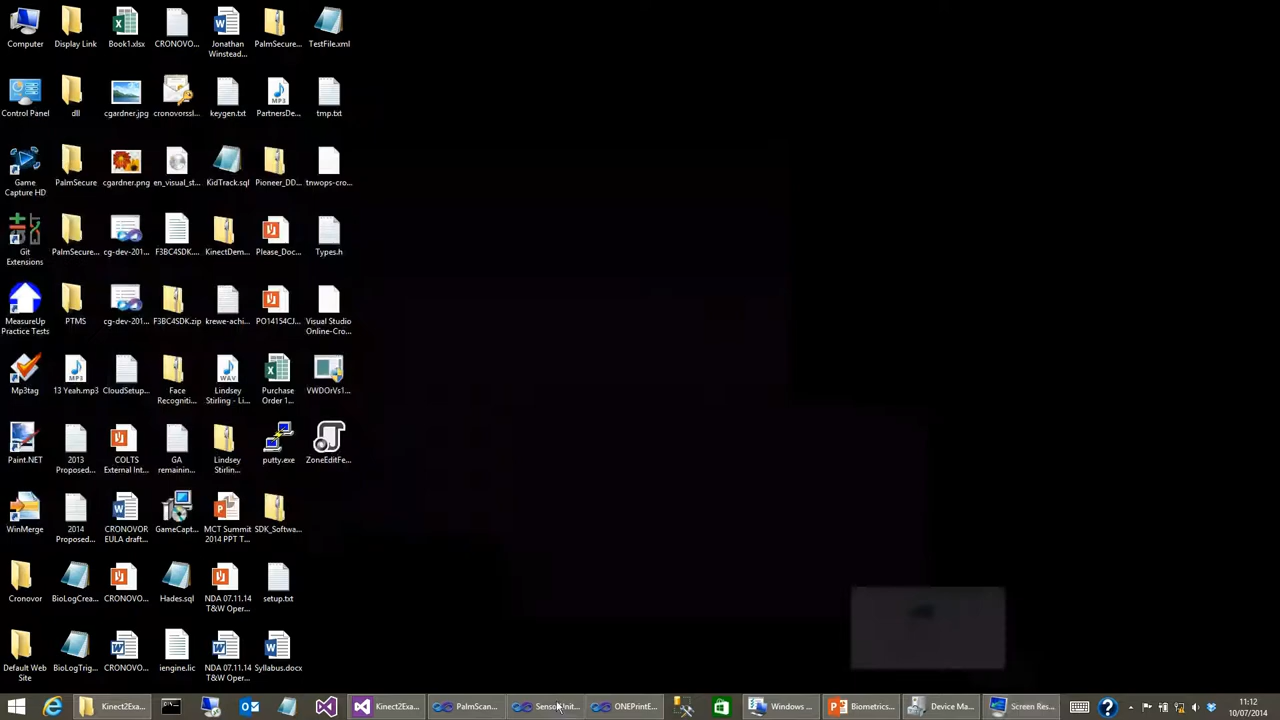 Computer
Display Link
Book1.xlsx
CRONOVO...
Jonathan
Winstead...
PalmSecure...
TestFile.xml
Control Panel
dll
cgardner.jpg
cronovorssl...
keygen.txt
PartnersDe...
tmp.txt
Game
Capture HD
PalmSecure
cgardner.png
en_visual_st...
KidTrack.sql
Pioneer_DD...
tnwops-cro...
Git
Extensions
PalmSecure...
cg-dev-201...
F3BC4SDK....
KinectDem...
Please_Doc...
Types.h
MeasureUp
Practice Tests
PTMS
cg-dev-201...
F3BC4SDK.zip
krewe-achi...
PO14154CJ...
Visual Studio
Online-Cro...
Mp3tag
13 Yeah.mp3
CloudSetup...
Face
Recogniti...
Lindsey
Stirling - Li...
Purchase
Order 1...
VWDOrVs1...
Paint.NET
2013
Proposed...
COLTS
External Int...
GA
remainin...
Lindsey
Stirlin...
putty.exe
ZoneEditFe...
WinMerge
2014
Proposed...
CRONOVOR
EULA draft...
GameCapt...
MCT Summit
2014 PPT T...
SDK_Softwa...
Cronovor
BioLogCrea...
CRONOVO...
Hades.sql
NDA 07.11.14
T&W Oper...
setup.txt
Default Web
Site
BioLogTrig...
CRONOVO...
iengine.lic
NDA 07.11.14
T&W Oper...
Syllabus.docx
MP3
WAV
Kinect2Exa...
Kinect2Exa...
PalmScan...
ONEPrintE...
Windows ...
Biometrics...
Device Ma...
Screen Res...
11:12
10/07/2014